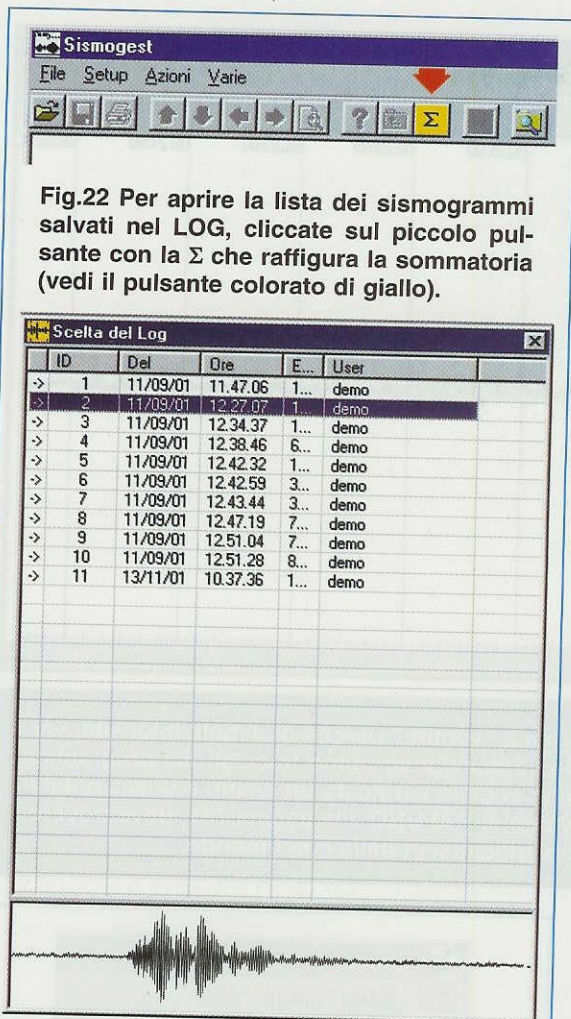 Sismogest
File Setup Azioni Varie
? Σ
Fig.22 Per aprire la lista dei sismogrammi
salvati nel LOG, cliccate sul piccolo pul-
sante con la Σ che raffigura la sommatoria
(vedi il pulsante colorato di giallo).
Scelta del Log
ID Del Ore E... User
-> 1 11/09/01 11.47.06 1... demo
-> 2 11/09/01 12.27.07 1... demo
-> 3 11/09/01 12.34.37 1... demo
-> 4 11/09/01 12.38.46 6... demo
-> 5 11/09/01 12.42.32 1... demo
-> 6 11/09/01 12.42.59 3... demo
-> 7 11/09/01 12.43.44 3... demo
-> 8 11/09/01 12.47.19 7... demo
-> 9 11/09/01 12.51.04 7... demo
-> 10 11/09/01 12.51.28 8... demo
-> 11 13/11/01 10.37.36 1... demo